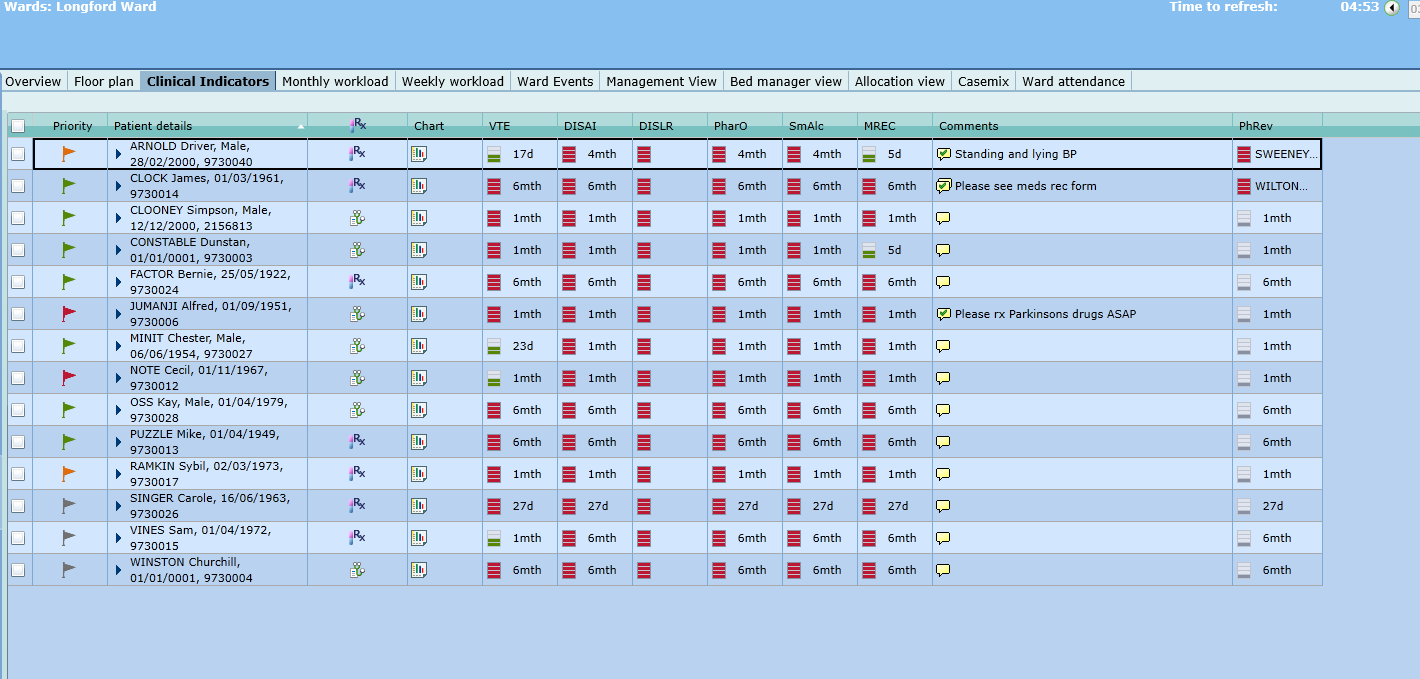 Wards: Longford Ward
Time to refresh: 04:53
Overview Floor plan Clinical Indicators Monthly workload Weekly workload Ward Events Management View Bed manager view Allocation view Casemix Ward attendance
Priority Patient details Rx Chart VTE DISAI DISLR PharO SmAlc MREC Comments PhRev
ARNOLD Driver, Male,
28/02/2000, 9730040
Rx 17d 4mth 4mth 4mth 5d Standing and lying BP SWEENEY...
CLOCK James, 01/03/1961,
9730014
Rx 6mth 6mth 6mth 6mth 6mth Please see meds rec form WILTON...
CLOONEY Simpson, Male,
12/12/2000, 2156813
1mth 1mth 1mth 1mth 1mth 1mth
CONSTABLE Dunstan,
01/01/0001, 9730003
1mth 1mth 1mth 1mth 5d 1mth
FACTOR Bernie, 25/05/1922,
9730024
Rx 6mth 6mth 6mth 6mth 6mth 6mth
JUMANJI Alfred, 01/09/1951,
9730006
1mth 1mth 1mth 1mth 1mth Please rx Parkinsons drugs ASAP 1mth
MINIT Chester, Male,
06/06/1954, 9730027
23d 1mth 1mth 1mth 1mth 1mth
NOTE Cecil, 01/11/1967,
9730012
1mth 1mth 1mth 1mth 1mth 1mth
OSS Kay, Male, 01/04/1979,
9730028
6mth 6mth 6mth 6mth 6mth 6mth
PUZZLE Mike, 01/04/1949,
9730013
Rx 6mth 6mth 6mth 6mth 6mth 6mth
RAMKIN Sybil, 02/03/1973,
9730017
Rx 1mth 1mth 1mth 1mth 1mth 1mth
SINGER Carole, 16/06/1963,
9730026
Rx 27d 27d 27d 27d 27d 27d
VINES Sam, 01/04/1972,
9730015
Rx 1mth 6mth 6mth 6mth 6mth 6mth
WINSTON Churchill,
01/01/0001, 9730004
6mth 6mth 6mth 6mth 6mth 6mth